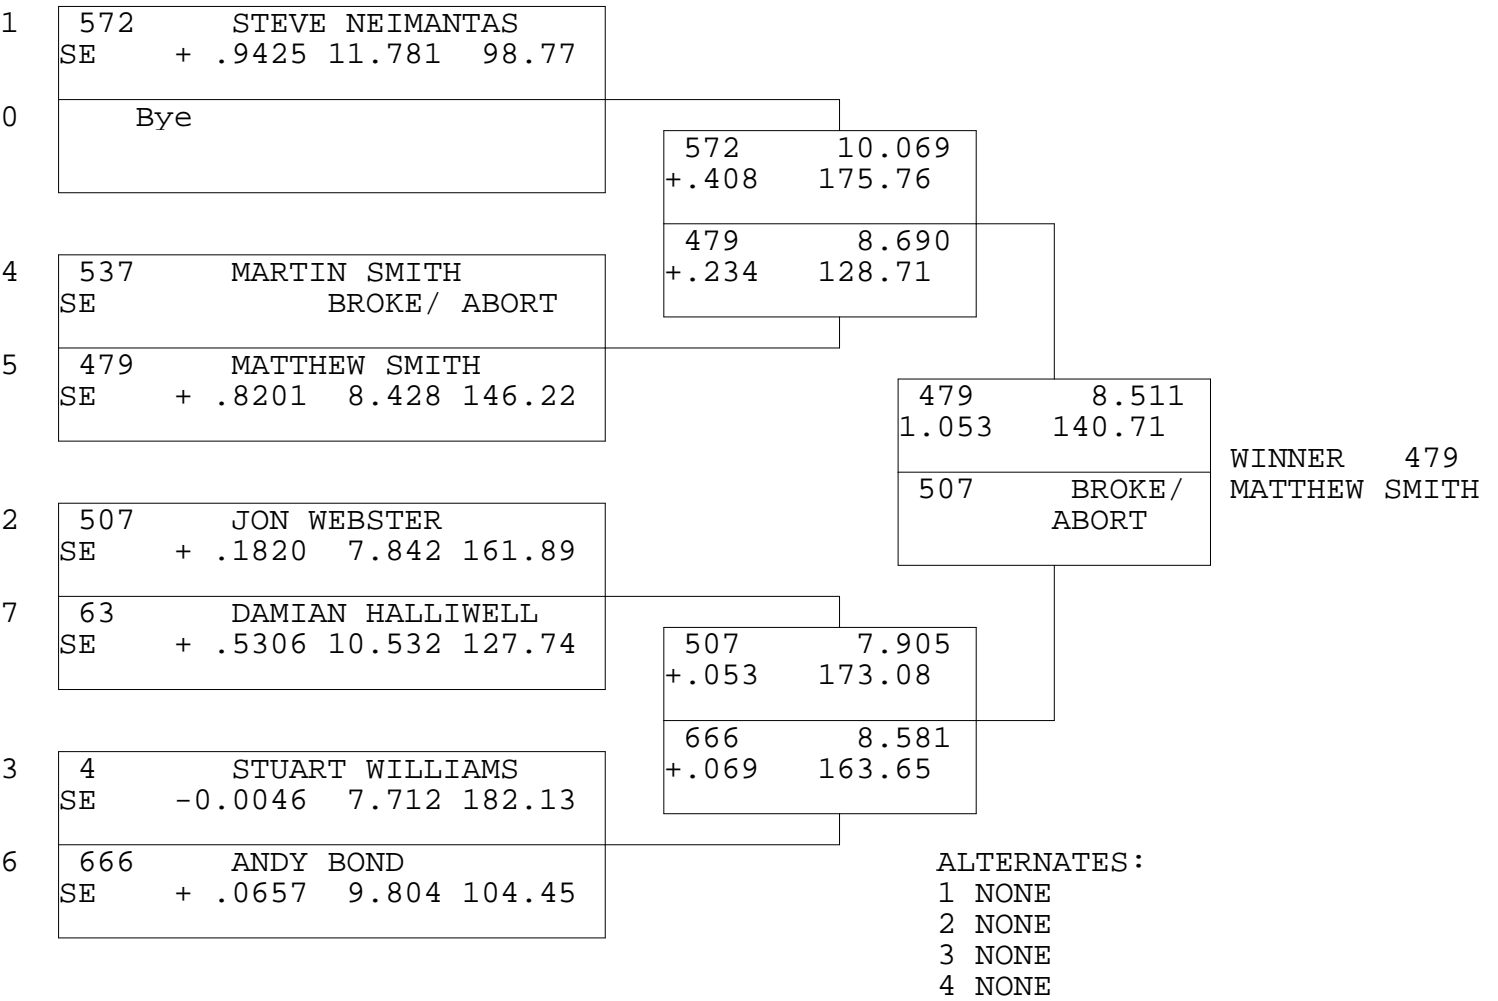 1 572 STEVE NEIMANTAS
SE + .9425 11.781 98.77
0 Bye
4 537 MARTIN SMITH
SE BROKE/ ABORT
5 479 MATTHEW SMITH
SE + .8201 8.428 146.22
2 507 JON WEBSTER
SE + .1820 7.842 161.89
7 63 DAMIAN HALLIWELL
SE + .5306 10.532 127.74
3 4 STUART WILLIAMS
SE -0.0046 7.712 182.13
6 666 ANDY BOND
SE + .0657 9.804 104.45
572 10.069
+.408 175.76
479 8.690
+.234 128.71
507 7.905
+.053 173.08
666 8.581
+.069 163.65
479 8.511
1.053 140.71
507 BROKE/
ABORT
WINNER 479
MATTHEW SMITH
ALTERNATES:
1 NONE
2 NONE
3 NONE
4 NONE